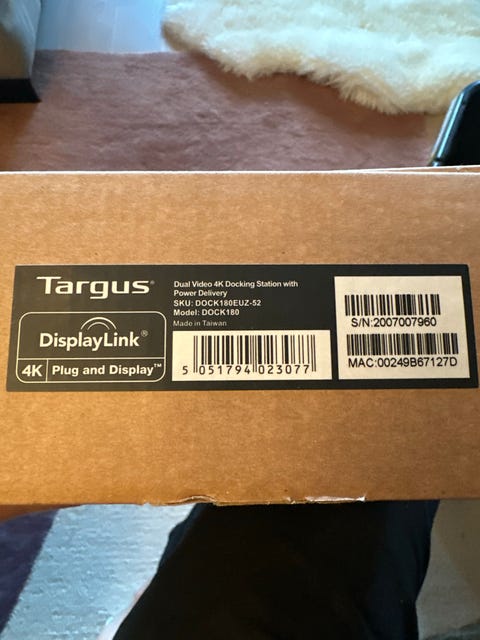 Targus®
Dual Video 4K Docking Station with
Power Delivery
SKU: DOCK180EUZ-52
Model: DOCK180
Made in Taiwan
DisplayLink®
4K Plug and Display™
5 051794 023077
S/N:2007007960
MAC:00249B67127D